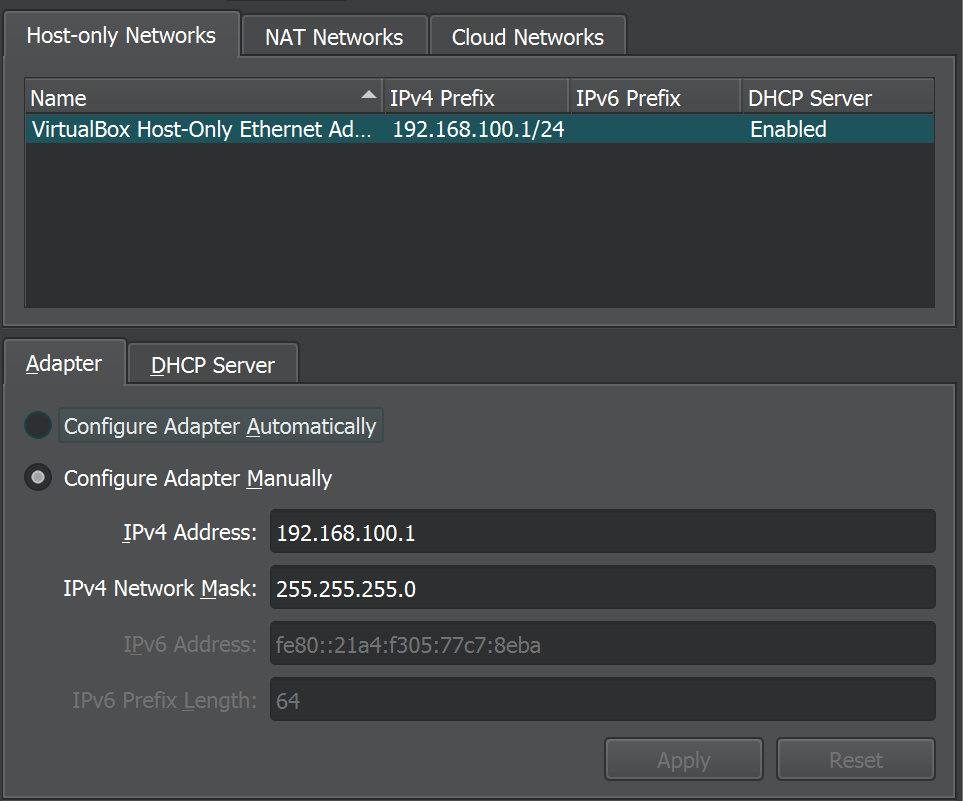 Host-only Networks NAT Networks Cloud Networks
Name IPv4 Prefix IPv6 Prefix DHCP Server
VirtualBox Host-Only Ethernet Ad... 192.168.100.1/24 Enabled
Adapter DHCP Server
Configure Adapter Automatically
Configure Adapter Manually
IPv4 Address: 192.168.100.1
IPv4 Network Mask: 255.255.255.0
IPv6 Address: fe80::21a4:f305:77c7:8eba
IPv6 Prefix Length: 64
Apply Reset